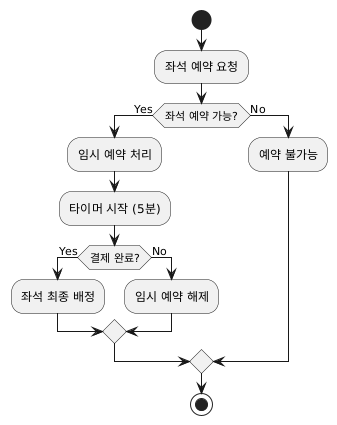 좌석 예약 요청
좌석 예약 가능?
Yes
No
임시 예약 처리
예약 불가능
타이머 시작 (5분)
결제 완료?
Yes
No
좌석 최종 배정
임시 예약 해제